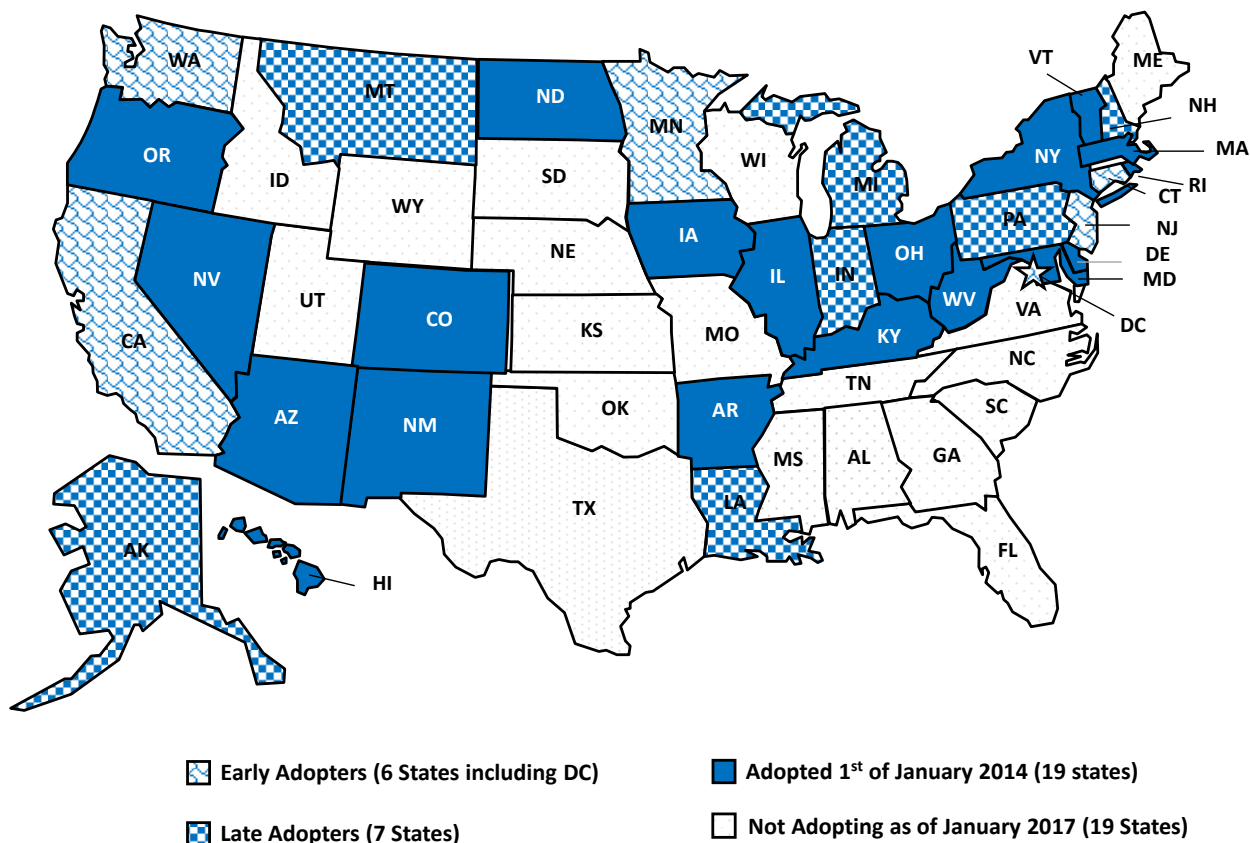 WA
MT
ND
MN
VT
ME
NH
OR
ID
SD
WI
MI
NY
MA
WY
RI
CT
IA
PA
NJ
NE
NV
UT
CO
IL
IN
OH
DE
MD
WV
VA
DC
CA
KS
MO
KY
NC
TN
AZ
NM
OK
AR
SC
MS
AL
GA
TX
LA
AK
HI
FL
Early Adopters (6 States including DC)
Adopted 1st of January 2014 (19 states)
Late Adopters (7 States)
Not Adopting as of January 2017 (19 States)